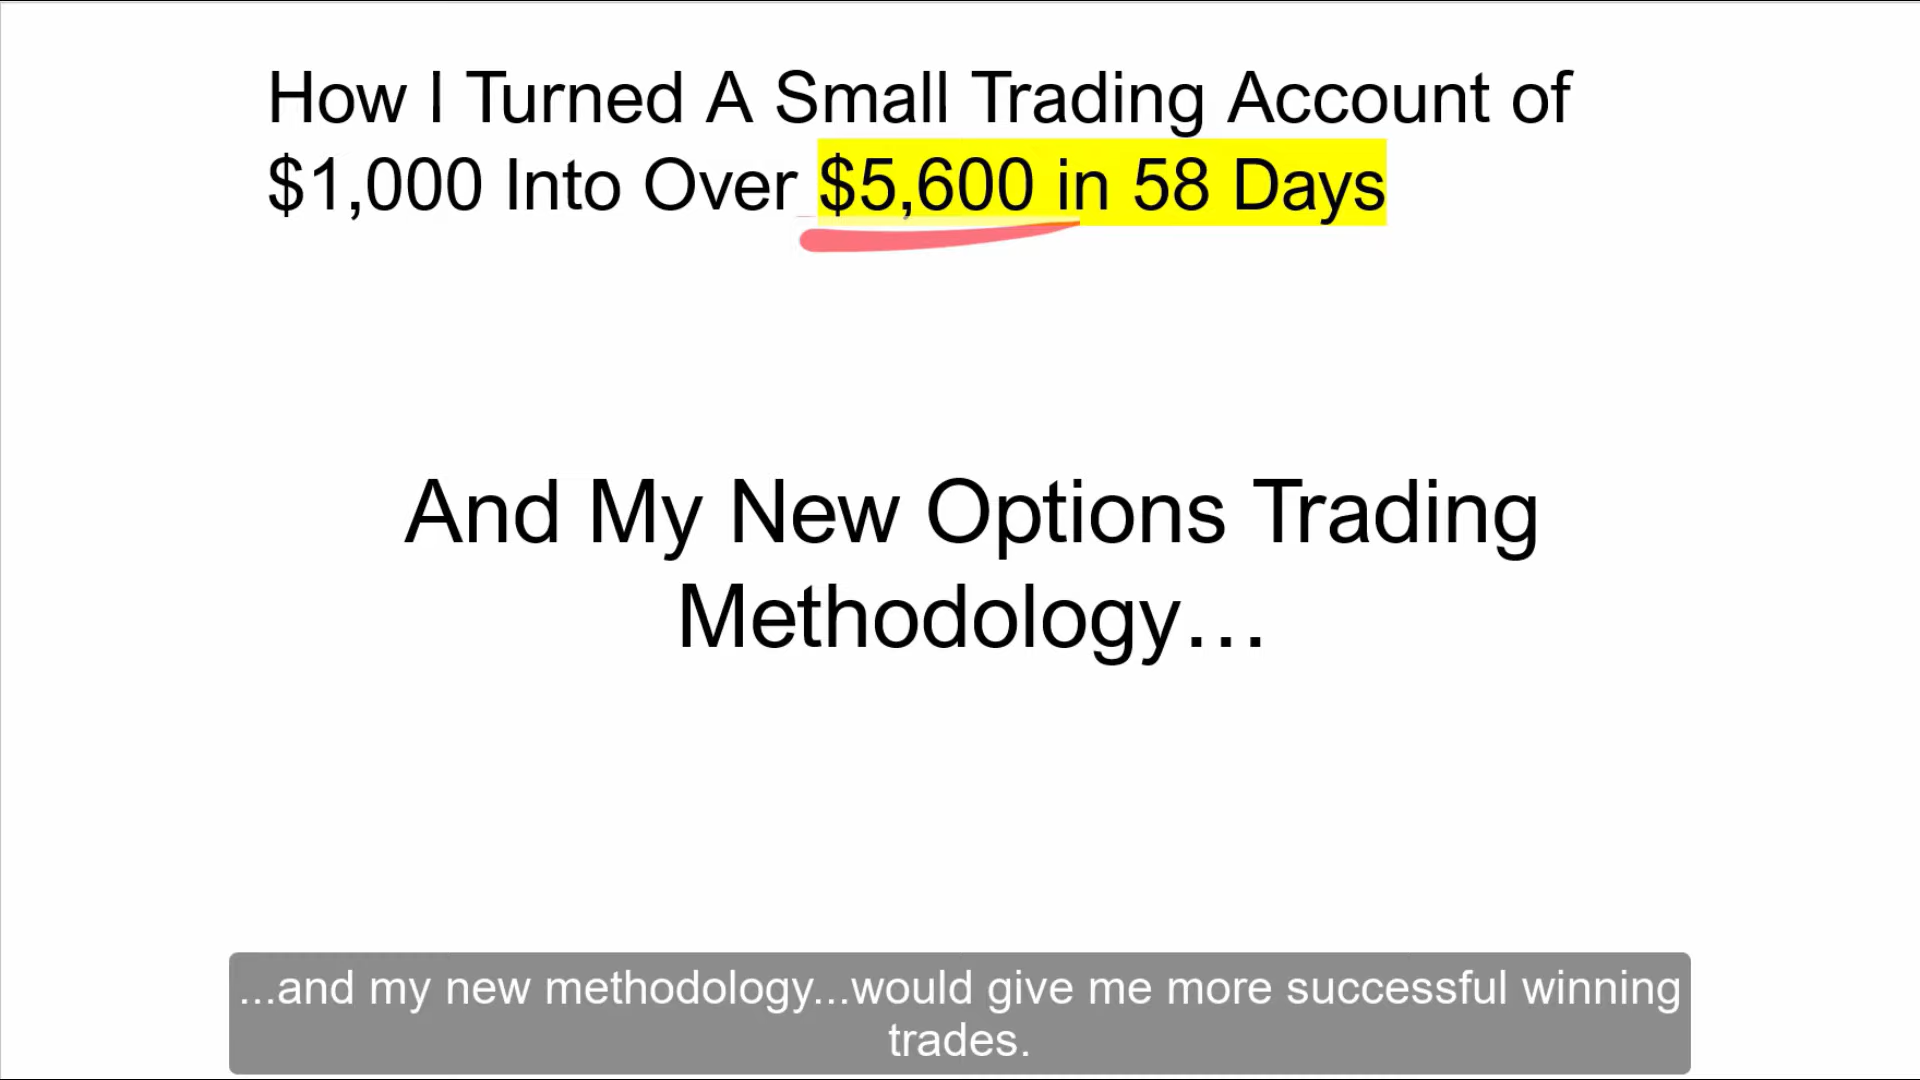 How I Turned A Small Trading Account of
$1,000 Into Over $5,600 in 58 Days
And My New Options Trading
Methodology...
...and my new methodology...would give me more successful winning
trades.